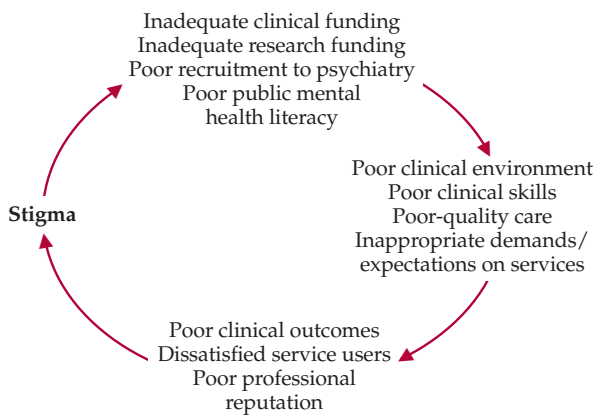 Inadequate clinical funding
Inadequate research funding
Poor recruitment to psychiatry
Poor public mental
health literacy
Poor clinical environment
Poor clinical skills
Poor-quality care
Inappropriate demands/
expectations on services
Poor clinical outcomes
Dissatisfied service users
Poor professional
reputation
Stigma